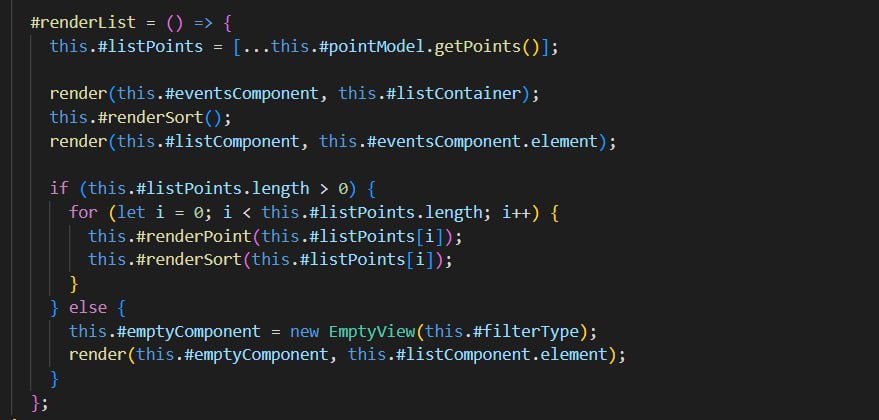 #renderList = () => {
this.#listPoints = [...this.#pointModel.getPoints()];
render(this.#eventsComponent, this.#listContainer);
this.#renderSort();
render(this.#listComponent, this.#eventsComponent.element);
if (this.#listPoints.length > 0) {
for (let i = 0; i < this.#listPoints.length; i++) {
this.#renderPoint(this.#listPoints[i]);
this.#renderSort(this.#listPoints[i]);
}
} else {
this.#emptyComponent = new EmptyView(this.#filterType);
render(this.#emptyComponent, this.#listComponent.element);
}
};